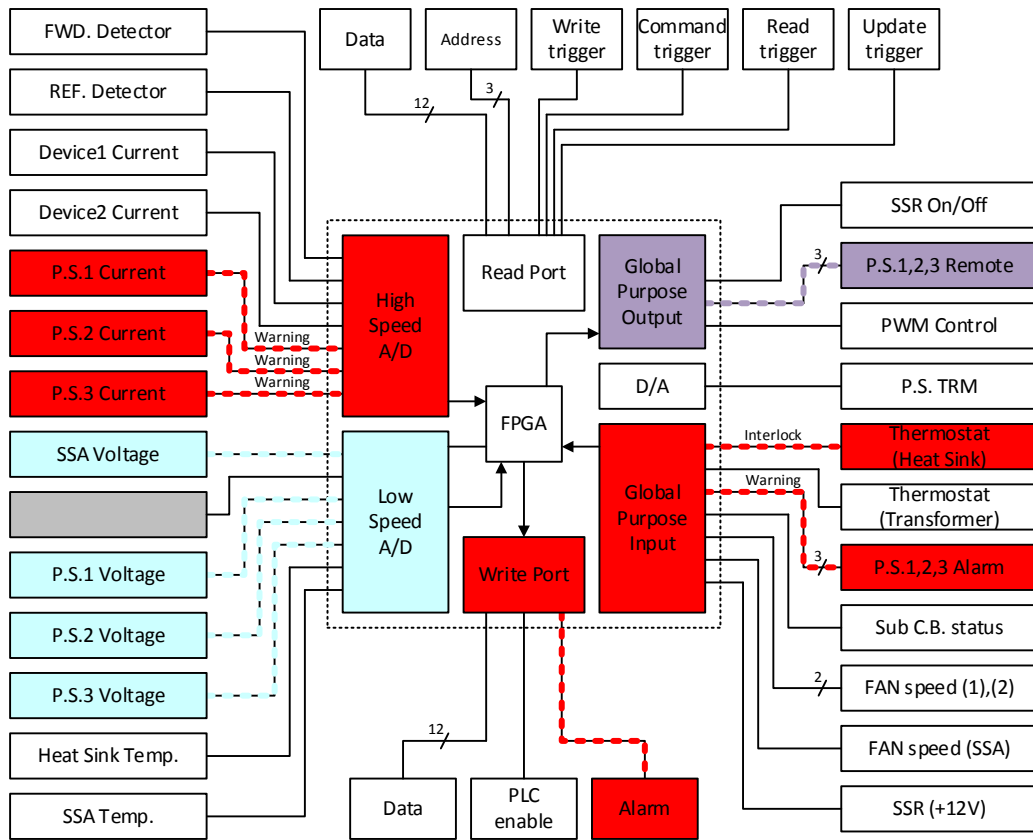 FWD. Detector
REF. Detector
Device1 Current
Device2 Current
P.S.1 Current
P.S.2 Current
P.S.3 Current
SSA Voltage
P.S.1 Voltage
P.S.2 Voltage
P.S.3 Voltage
Heat Sink Temp.
SSA Temp.
Data
Address
Write
trigger
Command
trigger
Read
trigger
Update
trigger
12
3
Warning
Warning
Warning
High
Speed
A/D
Low
Speed
A/D
Read Port
FPGA
Write Port
Global
Purpose
Output
D/A
Global
Purpose
Input
3
Interlock
Warning
3
2
SSR On/Off
P.S.1,2,3 Remote
PWM Control
P.S. TRM
Thermostat
(Heat Sink)
Thermostat
(Transformer)
P.S.1,2,3 Alarm
Sub C.B. status
FAN speed (1),(2)
FAN speed (SSA)
SSR (+12V)
12
Data
PLC
enable
Alarm